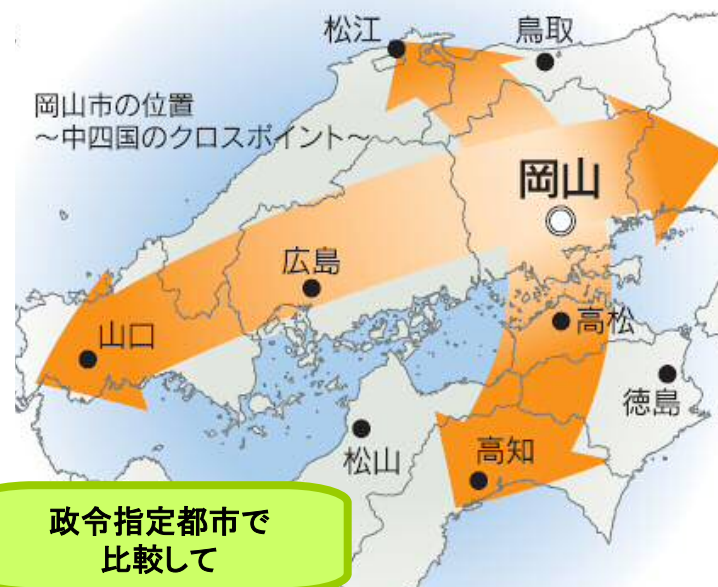 松江
鳥取
岡山市の位置
～中四国のクロスポイント～
岡山
広島
山口
高松
徳島
松山
高知
政令指定都市で
比較して